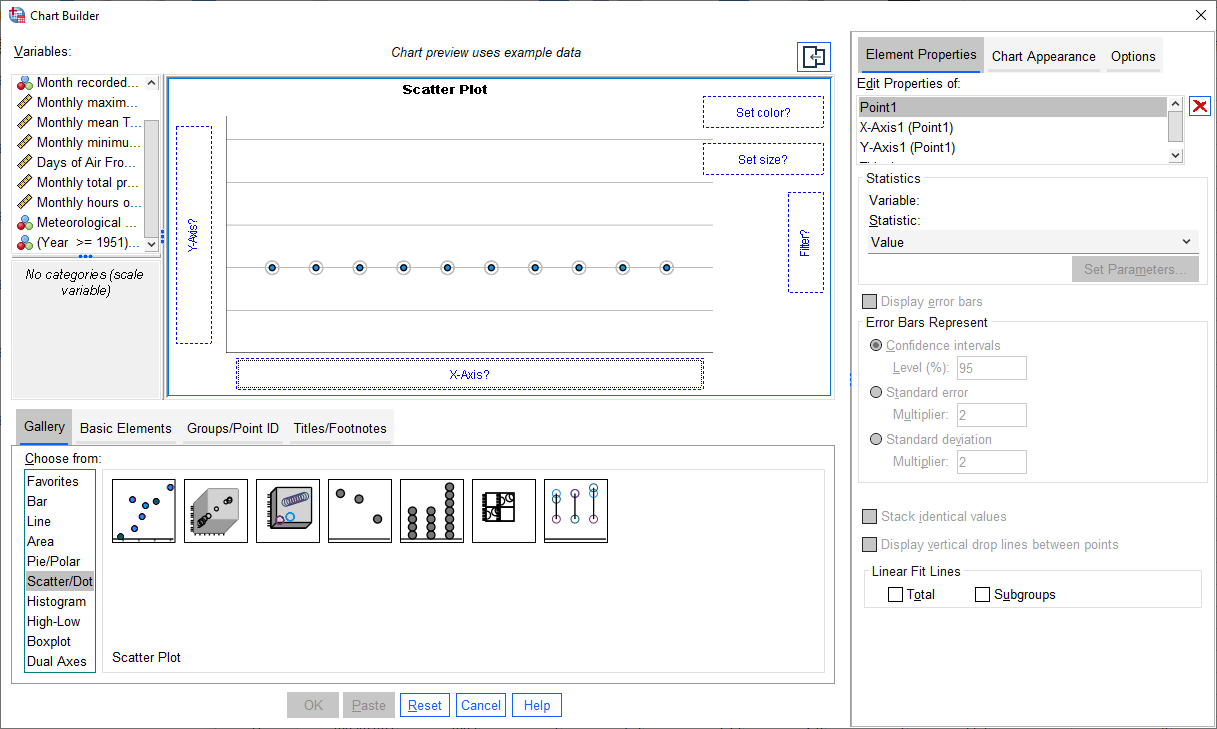 Chart Builder
Variables:
Chart preview uses example data
Month recorded...
Monthly maxim...
Monthly mean T...
Monthly minimu...
Days of Air Fro...
Monthly total pr...
Monthly hours o...
Meteorological ...
(Year >= 1951)...
No categories (scale
variable)
Scatter Plot
Set color?
Set size?
Y-Axis?
Filter?
X-Axis?
Gallery
Basic Elements
Groups/Point ID
Titles/Footnotes
Choose from:
Favorites
Bar
Line
Area
Pie/Polar
Scatter/Dot
Histogram
High-Low
Boxplot
Dual Axes
Scatter Plot
OK
Paste
Reset
Cancel
Help
Element Properties
Chart Appearance
Options
Edit Properties of:
Point1
X-Axis1 (Point1)
Y-Axis1 (Point1)
Statistics
Variable:
Statistic:
Value
Set Parameters...
Display error bars
Error Bars Represent
Confidence intervals
Level (%): 95
Standard error
Multiplier: 2
Standard deviation
Multiplier: 2
Stack identical values
Display vertical drop lines between points
Linear Fit Lines
Total
Subgroups